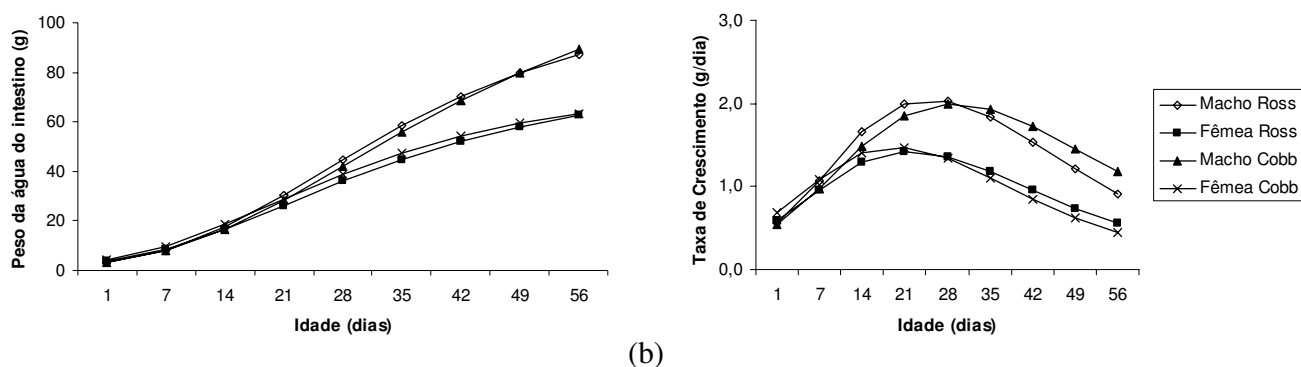 Peso da água do intestino (g)
100
80
60
40
20
0
1 7 14 21 28 35 42 49 56
Idade (dias)
Taxa de Crescimento (g/dia)
3,0
2,0
1,0
0,0
1 7 14 21 28 35 42 49 56
Idade (dias)
Macho Ross
Fêmea Ross
Macho Cobb
Fêmea Cobb
(b)